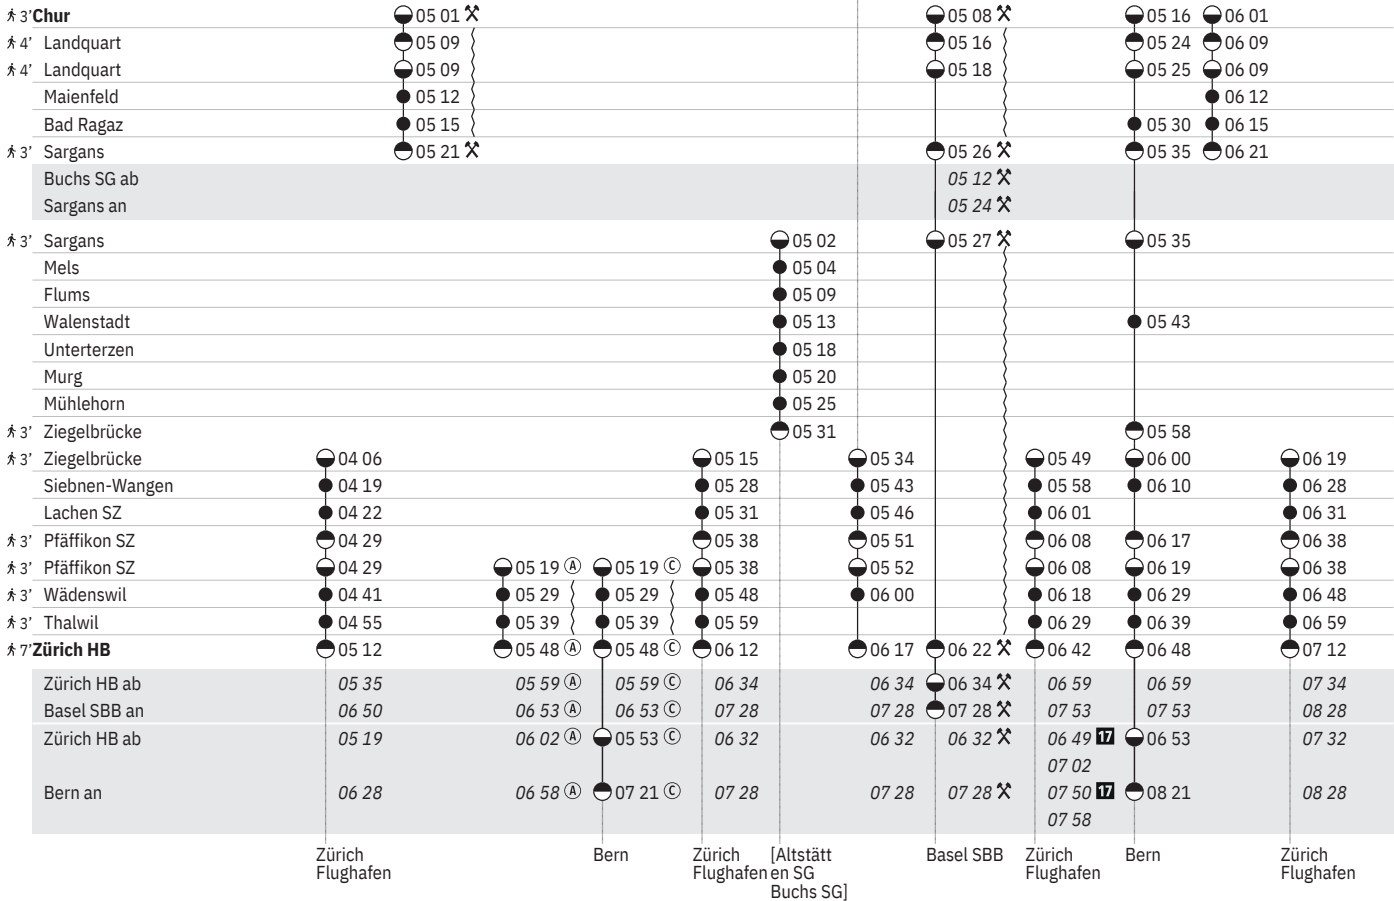 3' Chur 05 01 05 08 05 16 06 01
4' Landquart 05 09 05 16 05 24 06 09
4' Landquart 05 09 05 18 05 25 06 09
Maienfeld 05 12 06 12
Bad Ragaz 05 15 05 30 06 15
3' Sargans 05 21 05 26 05 35 06 21
Buchs SG ab 05 12
Sargans an 05 24
3' Sargans 05 02 05 27 05 35
Mels 05 04
Flums 05 09
Walenstadt 05 13 05 43
Unterterzen 05 18
Murg 05 20
Mühlehorn 05 25
3' Ziegelbrücke 05 31 05 58
3' Ziegelbrücke 04 06 05 15 05 34 05 49 06 00 06 19
Siebnen-Wangen 04 19 05 28 05 43 05 58 06 10 06 28
Lachen SZ 04 22 05 31 05 46 06 01 06 31
3' Pfäffikon SZ 04 29 05 38 05 51 06 08 06 17 06 38
3' Pfäffikon SZ 04 29 05 19 Ⓐ 05 19 Ⓒ 05 38 05 52 06 08 06 19 06 38
3' Wädenswil 04 41 05 29 05 29 05 48 06 00 06 18 06 29 06 48
3' Thalwil 04 55 05 39 05 39 05 59 06 29 06 39 06 59
7' Zürich HB 05 12 05 48 Ⓐ 05 48 Ⓒ 06 12 06 17 06 22 06 42 06 48 07 12
Zürich HB ab 05 35 05 59 Ⓐ 05 59 Ⓒ 06 34 06 34 06 34 06 59 06 59 07 34
Basel SBB an 06 50 06 53 Ⓐ 06 53 Ⓒ 07 28 07 28 07 28 07 53 07 53 08 28
Zürich HB ab 05 19 06 02 Ⓐ 05 53 Ⓒ 06 32 06 32 06 32 06 49 17 06 53 07 32
07 02
Bern an 06 28 06 58 Ⓐ 07 21 Ⓒ 07 28 07 28 07 28 07 50 17 08 21 08 28
07 58
Zürich Bern Zürich [Altstätt Basel SBB Zürich Bern Zürich
Flughafen Flughafen en SG Flughafen Flughafen
Buchs SG]